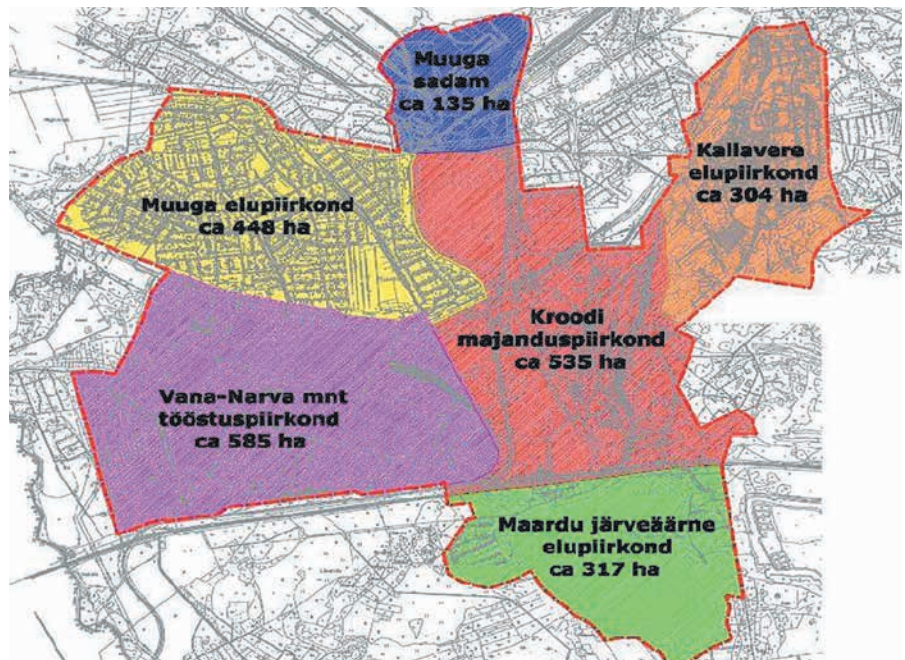 Muuga
sadam
ca 135 ha
Kallavere
elupiirkond
ca 304 ha
Muuga elupiirkond
ca 448 ha
Kroodi
majanduspiirkond
ca 535 ha
Vana-Narva mnt
tööstuspiirkond
ca 585 ha
Maardu järveäärne
elupiirkond
ca 317 ha